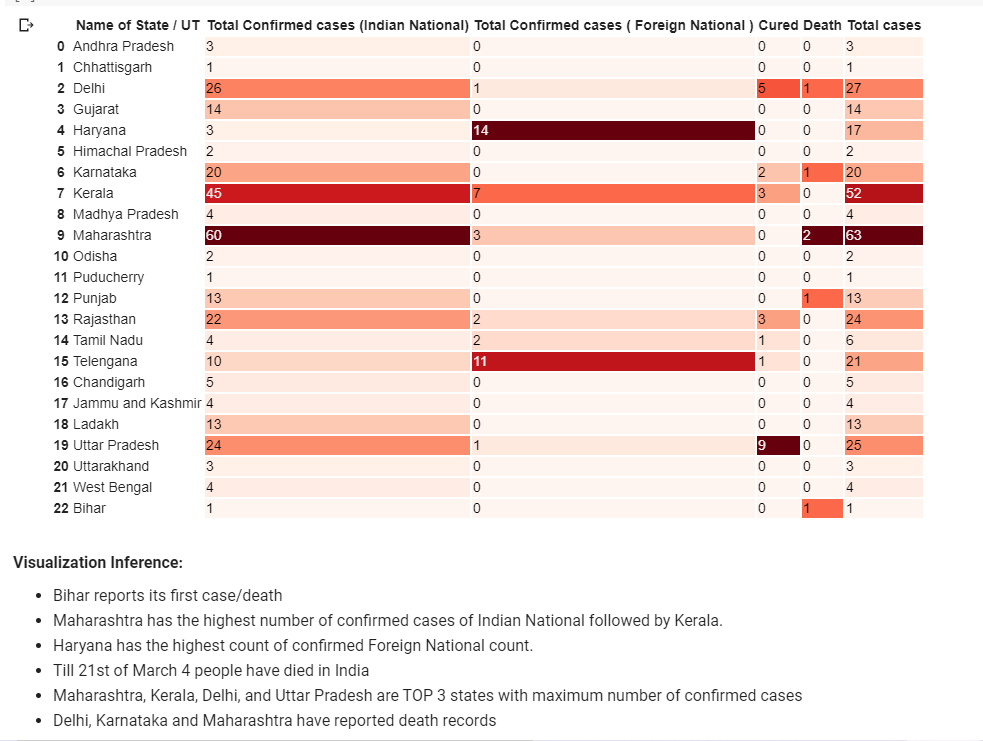 Name of State / UT Total Confirmed cases (Indian National) Total Confirmed cases ( Foreign National ) Cured Death Total cases
0 Andhra Pradesh 3 0 0 0 3
1 Chhattisgarh 1 0 0 0 1
2 Delhi 26 1 5 1 27
3 Gujarat 14 0 0 0 14
4 Haryana 3 14 0 0 17
5 Himachal Pradesh 2 0 0 0 2
6 Karnataka 20 0 2 1 20
7 Kerala 45 7 3 0 52
8 Madhya Pradesh 4 0 0 0 4
9 Maharashtra 60 3 0 2 63
10 Odisha 2 0 0 0 2
11 Puducherry 1 0 0 0 1
12 Punjab 13 0 0 1 13
13 Rajasthan 22 2 3 0 24
14 Tamil Nadu 4 2 1 0 6
15 Telengana 10 11 1 0 21
16 Chandigarh 5 0 0 0 5
17 Jammu and Kashmir 4 0 0 0 4
18 Ladakh 13 0 0 0 13
19 Uttar Pradesh 24 1 9 0 25
20 Uttarakhand 3 0 0 0 3
21 West Bengal 4 0 0 0 4
22 Bihar 1 0 0 1 1
Visualization Inference:
• Bihar reports its first case/death
• Maharashtra has the highest number of confirmed cases of Indian National followed by Kerala.
• Haryana has the highest count of confirmed Foreign National count.
• Till 21st of March 4 people have died in India
• Maharashtra, Kerala, Delhi, and Uttar Pradesh are TOP 3 states with maximum number of confirmed cases
• Delhi, Karnataka and Maharashtra have reported death records